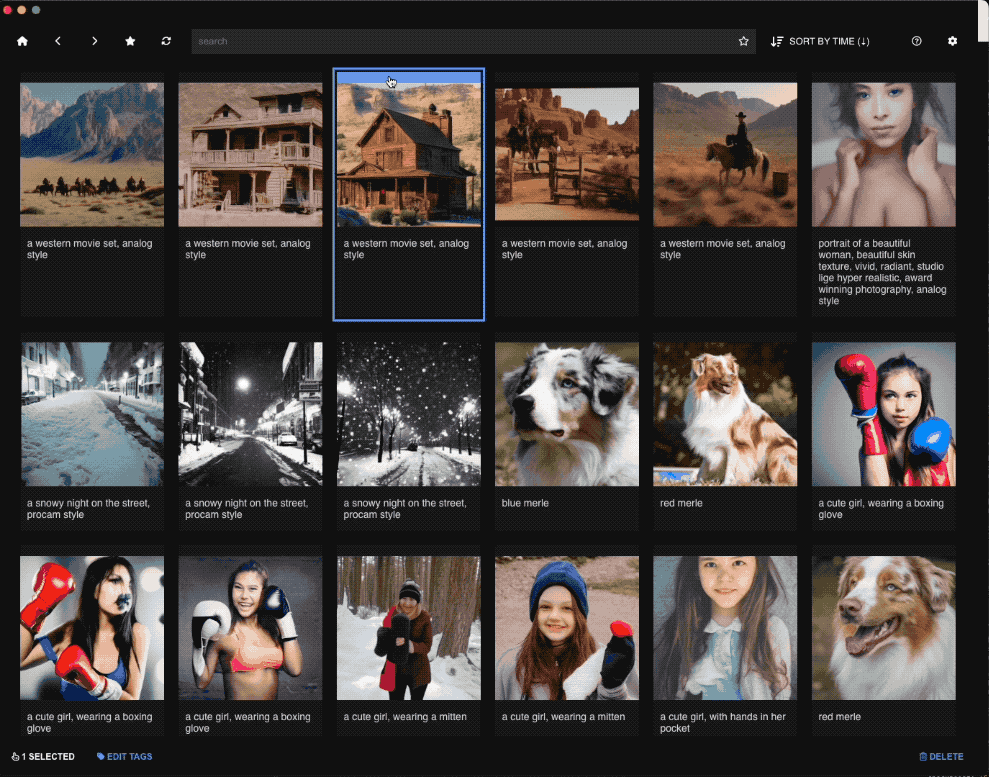 search
SORT BY TIME (↓)
a western movie set, analog
style
a western movie set, analog
style
a western movie set, analog
style
a western movie set, analog
style
a western movie set, analog
style
portrait of a beautiful
woman, beautiful skin
texture, vivid, radiant, studio
lige hyper realistic, award
winning photography, analog
style
a snowy night on the street,
procam style
a snowy night on the street,
procam style
a snowy night on the street,
procam style
blue merle
red merle
a cute girl, wearing a boxing
glove
a cute girl, wearing a boxing
glove
a cute girl, wearing a boxing
glove
a cute girl, wearing a mitten
a cute girl, wearing a mitten
a cute girl, with hands in her
pocket
red merle
1 SELECTED
EDIT TAGS
DELETE